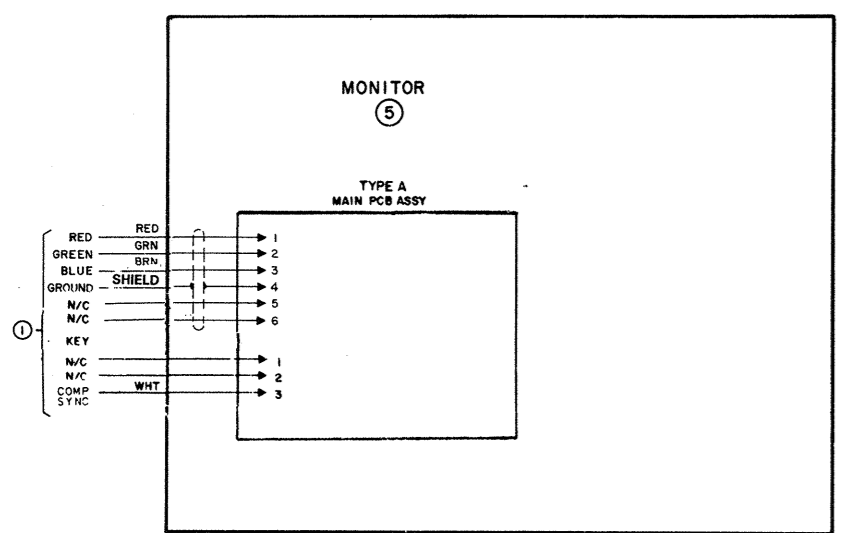 MONITOR
5
TYPE A
MAIN PCB ASSY
RED RED 1
GREEN GRN 2
BLUE BRN 3
GROUND SHIELD 4
N/C 5
N/C 6
1
KEY
N/C 1
N/C 2
COMP SYNC WHT 3